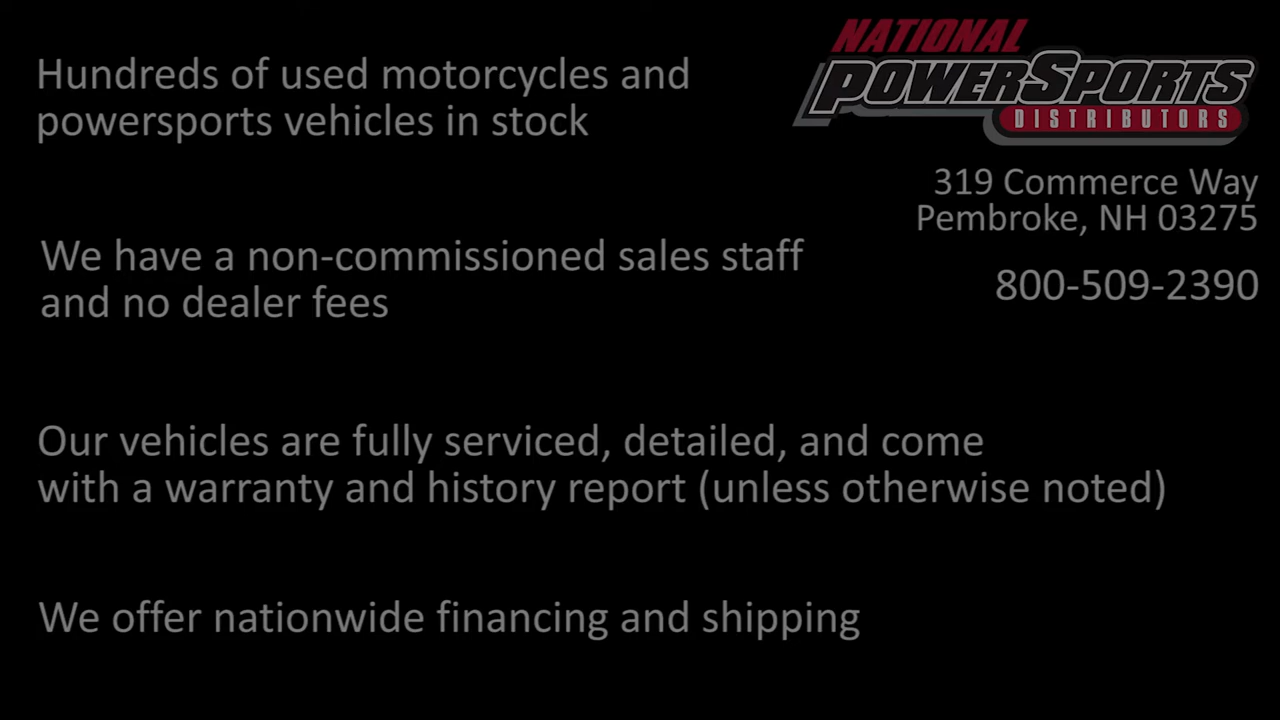 Hundreds of used motorcycles and
powersports vehicles in stock
NATIONAL
POWERSPORTS
DISTRIBUTORS
319 Commerce Way
Pembroke, NH 03275
800-509-2390
We have a non-commissioned sales staff
and no dealer fees
Our vehicles are fully serviced, detailed, and come
with a warranty and history report (unless otherwise noted)
We offer nationwide financing and shipping